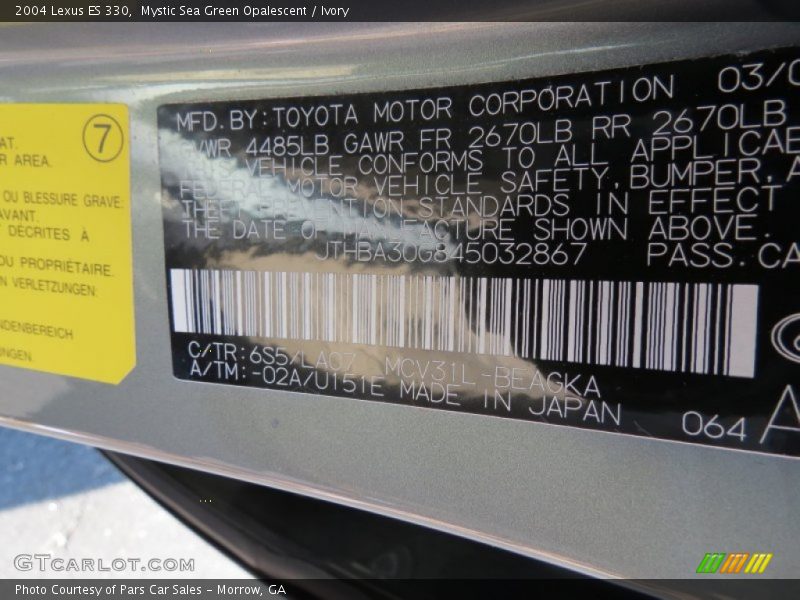 2004 Lexus ES 330,  Mystic Sea Green Opalescent / Ivory
7
AT.
R AREA.
OU BLESSURE GRAVE.
AVANT.
DÉCRITES À
OU PROPRIÉTAIRE.
N VERLETZUNGEN:
NDENBEREICH
NGEN.
MFD. BY: TOYOTA MOTOR CORPORATION 03/0
4485LB GAWR FR 2670LB RR 2670LB
THIS VEHICLE CONFORMS TO ALL APPLICAB
FEDERAL MOTOR VEHICLE SAFETY, BUMPER, A
THEFT PREVENTION STANDARDS IN EFFECT
THE DATE OF MANUFACTURE SHOWN ABOVE.
JTHBA30G845032867 PASS. CA
C/TR: 6S5/LA07 MCV31L-BEAGKA
A/TM: -02A/U151E MADE IN JAPAN
064 A
GTcarlot.com
Photo Courtesy of Pars Car Sales - Morrow, GA